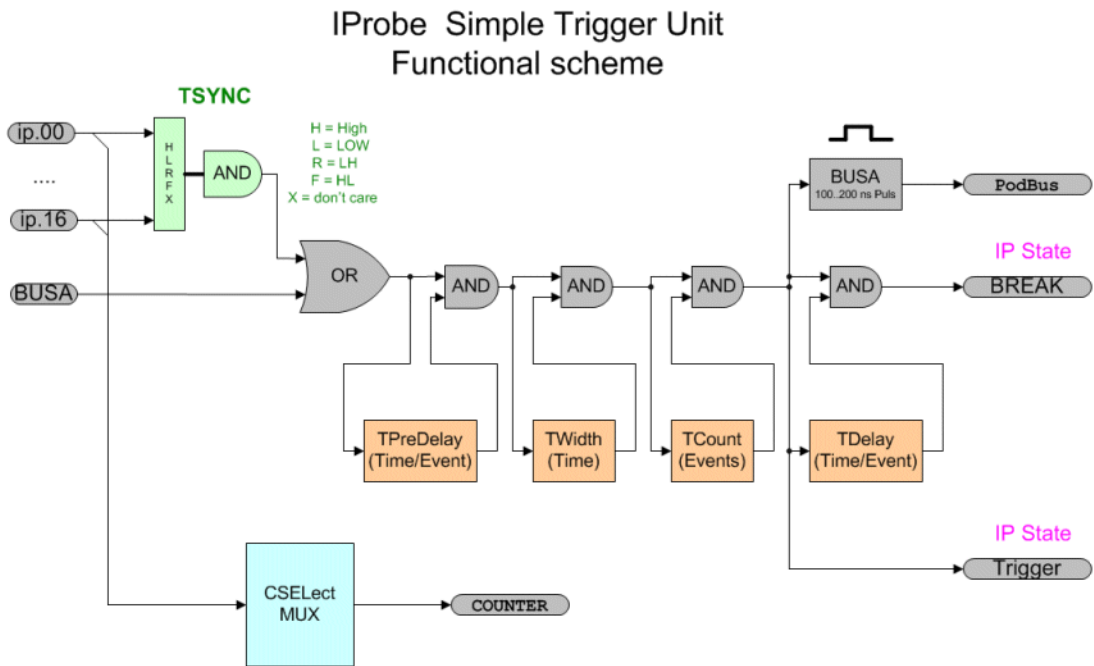 IProbe Simple Trigger Unit
Functional scheme
TSYNC
ip.00
....
ip.16
BUSA
H
L
R
F
X
AND
H = High
L = LOW
R = LH
F = HL
X = don't care
OR
AND
AND
AND
AND
BUSA
100..200 ns Puls
PodBus
IP State
BREAK
TPreDelay
(Time/Event)
TWidth
(Time)
TCount
(Events)
TDelay
(Time/Event)
IP State
Trigger
CSELect
MUX
COUNTER